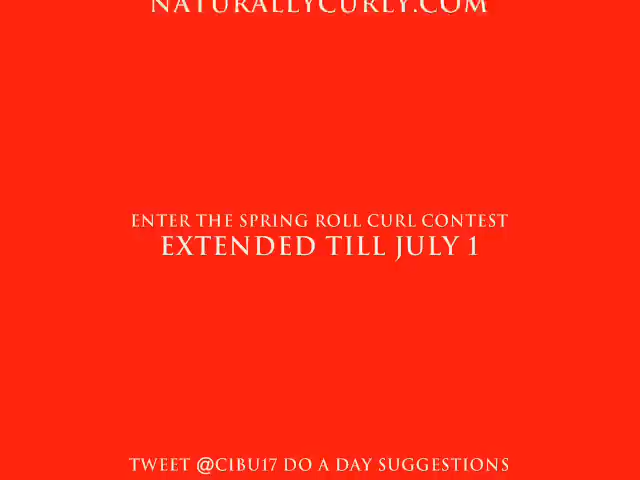 NATURALLYCURLY.COM
ENTER THE SPRING ROLL CURL CONTEST
EXTENDED TILL JULY 1
TWEET @CIBU17 DO A DAY SUGGESTIONS